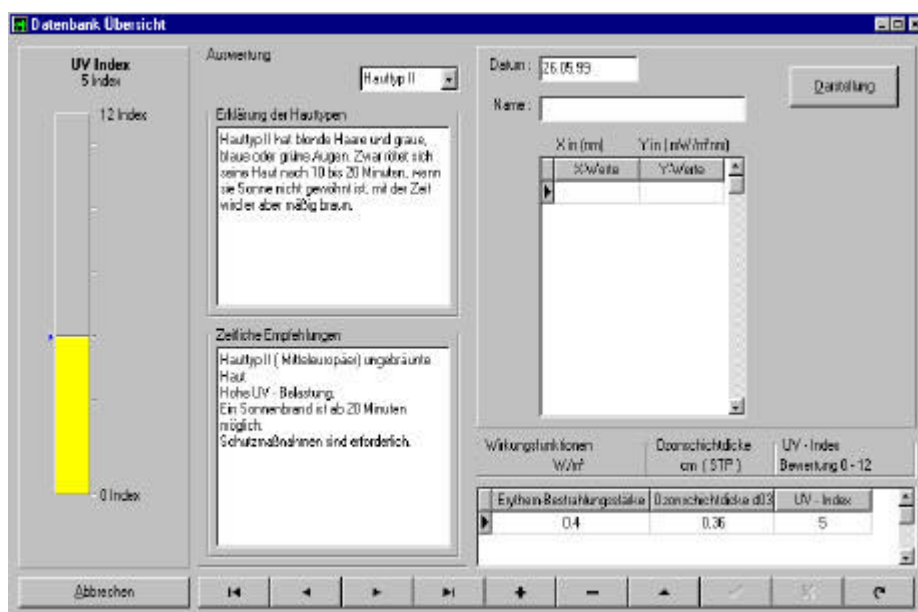 Datenbank Übersicht
UV Index
5 Index
12 Index
0 Index
Auswertung
Hauttyp II
Erklärung der Hauttypen
Hauttyp II hat blonde Haare und graue,
blaue oder grüne Augen. Zwar rötet sich
seine Haut nach 10 bis 20 Minuten, wenn
sie Sonne nicht gewöhnt ist, mit der Zeit
wird er aber mäßig braun.
Zeitliche Empfehlungen
Hauttyp II ( Mitteleuropäer) ungebräunte
Haut
Hohe UV - Belastung.
Ein Sonnenbrand ist ab 20 Minuten
möglich.
Schutzmaßnahmen sind erforderlich.
Datum : 26.05.99
Name :
Darstellung
X in (nm) Y in ( mW/m²nm)
X-Werte Y-Werte
Wirkungsfunktionen
W/m²
Ozonschichtdicke
cm ( STP )
UV - Index
Bewertung 0 - 12
Erythem-Bestrahlungsstärke Ozonschichtdicke d03 UV - Index
0.4 0.36 5
Abbrechen